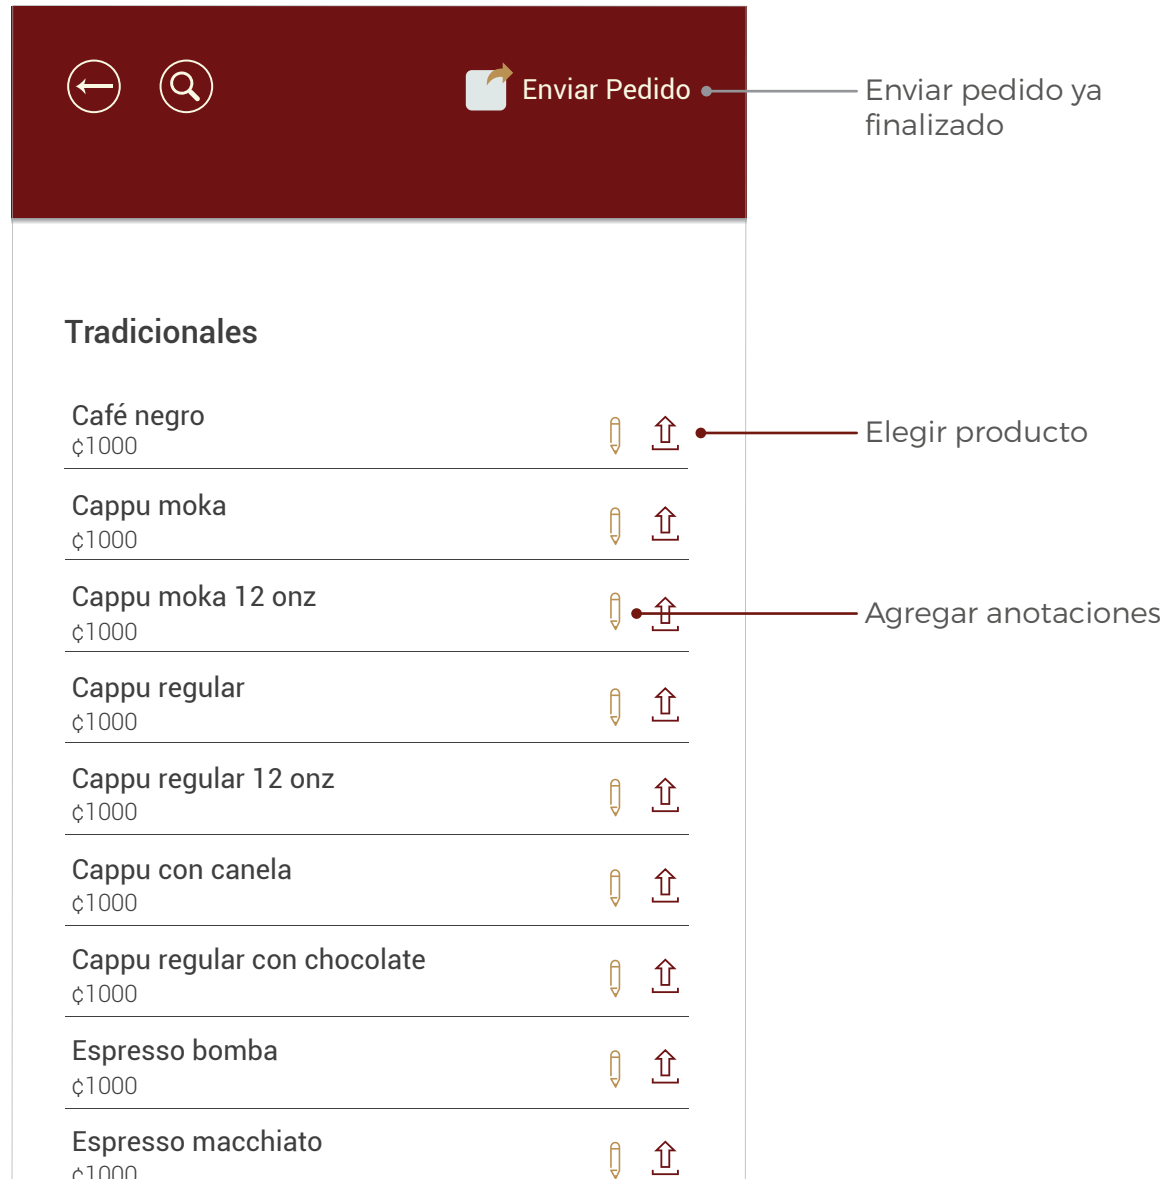 Enviar Pedido
Enviar pedido ya
finalizado
Tradicionales
Café negro
¢1000
Elegir producto
Cappu moka
¢1000
Cappu moka 12 onz
¢1000
Agregar anotaciones
Cappu regular
¢1000
Cappu regular 12 onz
¢1000
Cappu con canela
¢1000
Cappu regular con chocolate
¢1000
Espresso bomba
¢1000
Espresso macchiato
¢1000